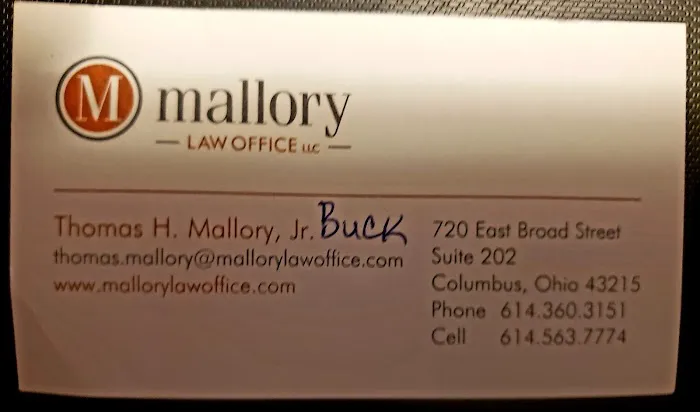 M mallory
LAW OFFICE LLC
Thomas H. Mallory, Jr. BUCK
thomas.mallory@mallorylawoffice.com
www.mallorylawoffice.com
720 East Broad Street
Suite 202
Columbus, Ohio 43215
Phone 614.360.3151
Cell 614.563.7774